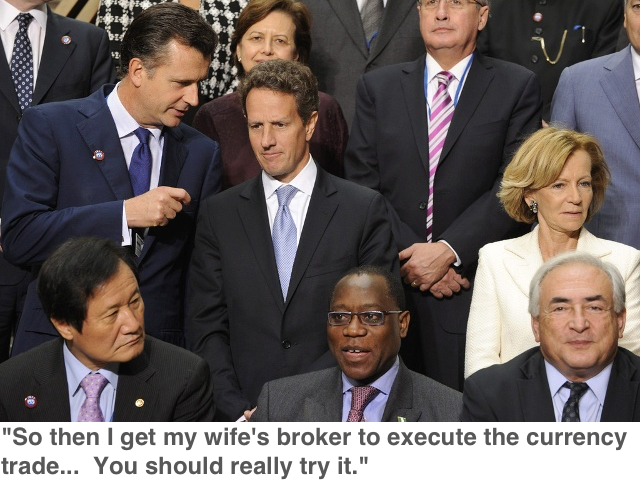 "So then I get my wife's broker to execute the currency
trade... You should really try it."